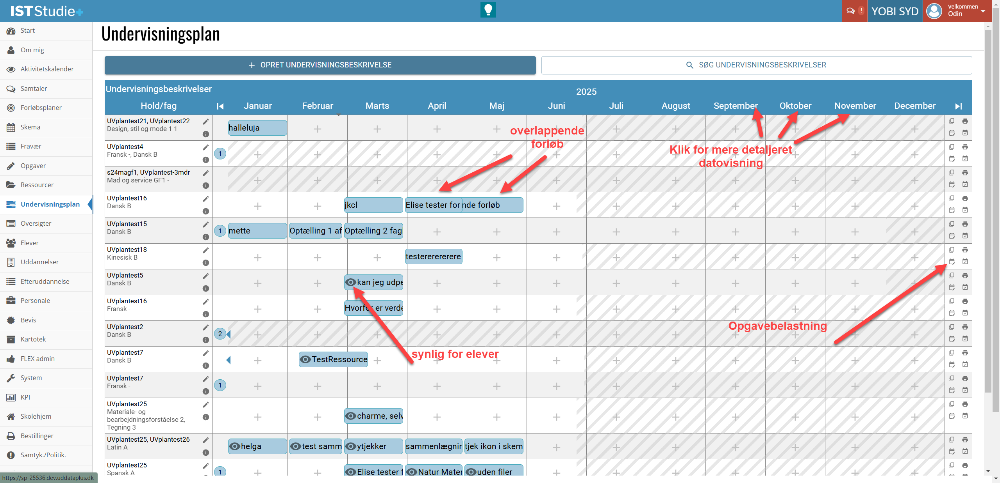 IST Studie+
!
YOBI SYD
Velkommen
Odin
Start
Om mig
Aktivitetskalender
Samtaler
Forløbsplaner
Skema
Fravær
Opgaver
Ressourcer
Undervisningsplan
Oversigter
Elever
Uddannelser
Efteruddannelse
Personale
Bevis
Kartotek
FLEX admin
System
KPI
Skolehjem
Bestillinger
Samtyk./Politik.
https://sp-25536.dev.uddataplus.dk
Undervisningsplan
+ OPRET UNDERVISNINGSBESKRIVELSE
SØG UNDERVISNINGSBESKRIVELSER
Undervisningsbeskrivelser
2025
Hold/fag Januar Februar Marts April Maj Juni Juli August September Oktober November December
UVplantest21, UVplantest22
Design, stil og mode 1 1
halleluja
overlappende
forløb
Klik for mere detaljeret
datovisning
UVplantest4
Fransk -, Dansk B
1
s24magf1, UVplantest-3mdr
Mad og service GF1 -
UVplantest16
Dansk B
jkcl
Elise tester for
nde forløb
UVplantest15
Dansk B
1
mette
Optælling 1 af
Optælling 2 fag
UVplantest18
Kinesisk B
testerererererere
UVplantest5
Dansk B
kan jeg udpe
UVplantest16
Fransk -
Hvorfor er verde
Opgavebelastning
UVplantest2
Dansk B
2
UVplantest7
Dansk B
TestRessource
synlig for elever
UVplantest7
Fransk -
1
UVplantest25
Materiale- og
bearbejdningsforståelse 2,
Tegning 3
charme, selv
UVplantest25, UVplantest26
Latin A
helga
test samm
ytjekker
sammenlægnin
tjek ikon i skem
UVplantest25
Spansk A
1
Elise tester f
Natur Mater
uden filer